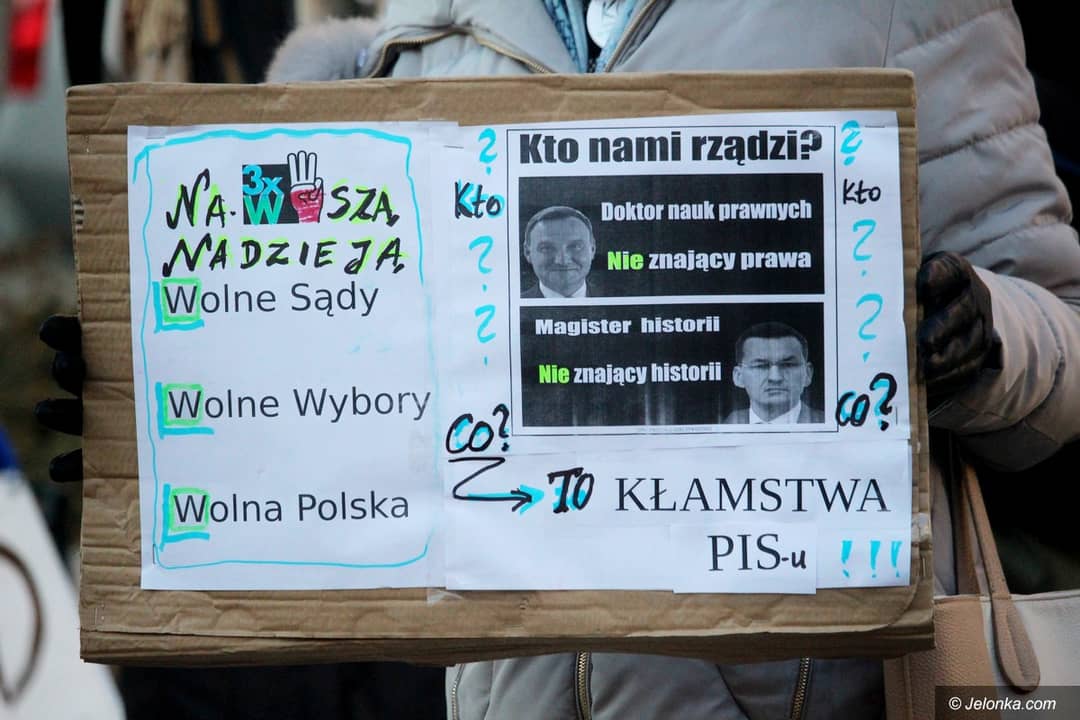 NA- 3x W SZĄ
NADZIEJĄ
Wolne Sądy
Wolne Wybory
Wolna Polska
?
Kto
?
?
co?
Kto nami rządzi?
Doktor nauk prawnych
Nie znający prawa
Magister historii
Nie znający historii
?
Kto
?
?
co?
TO KŁAMSTWA
PIS-u !!!
© Jelonka.com